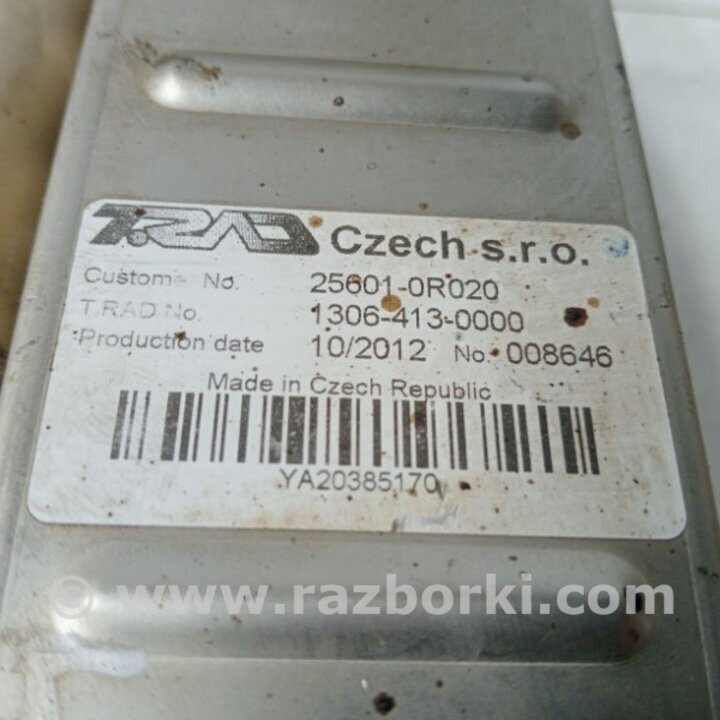 T.RAD Czech s.r.o.
Custome No. 25601-0R020
T.RAD No. 1306-413-0000
Production date 10/2012 No. 008646
Made in Czech Republic
YA20385170
© www.razborki.com